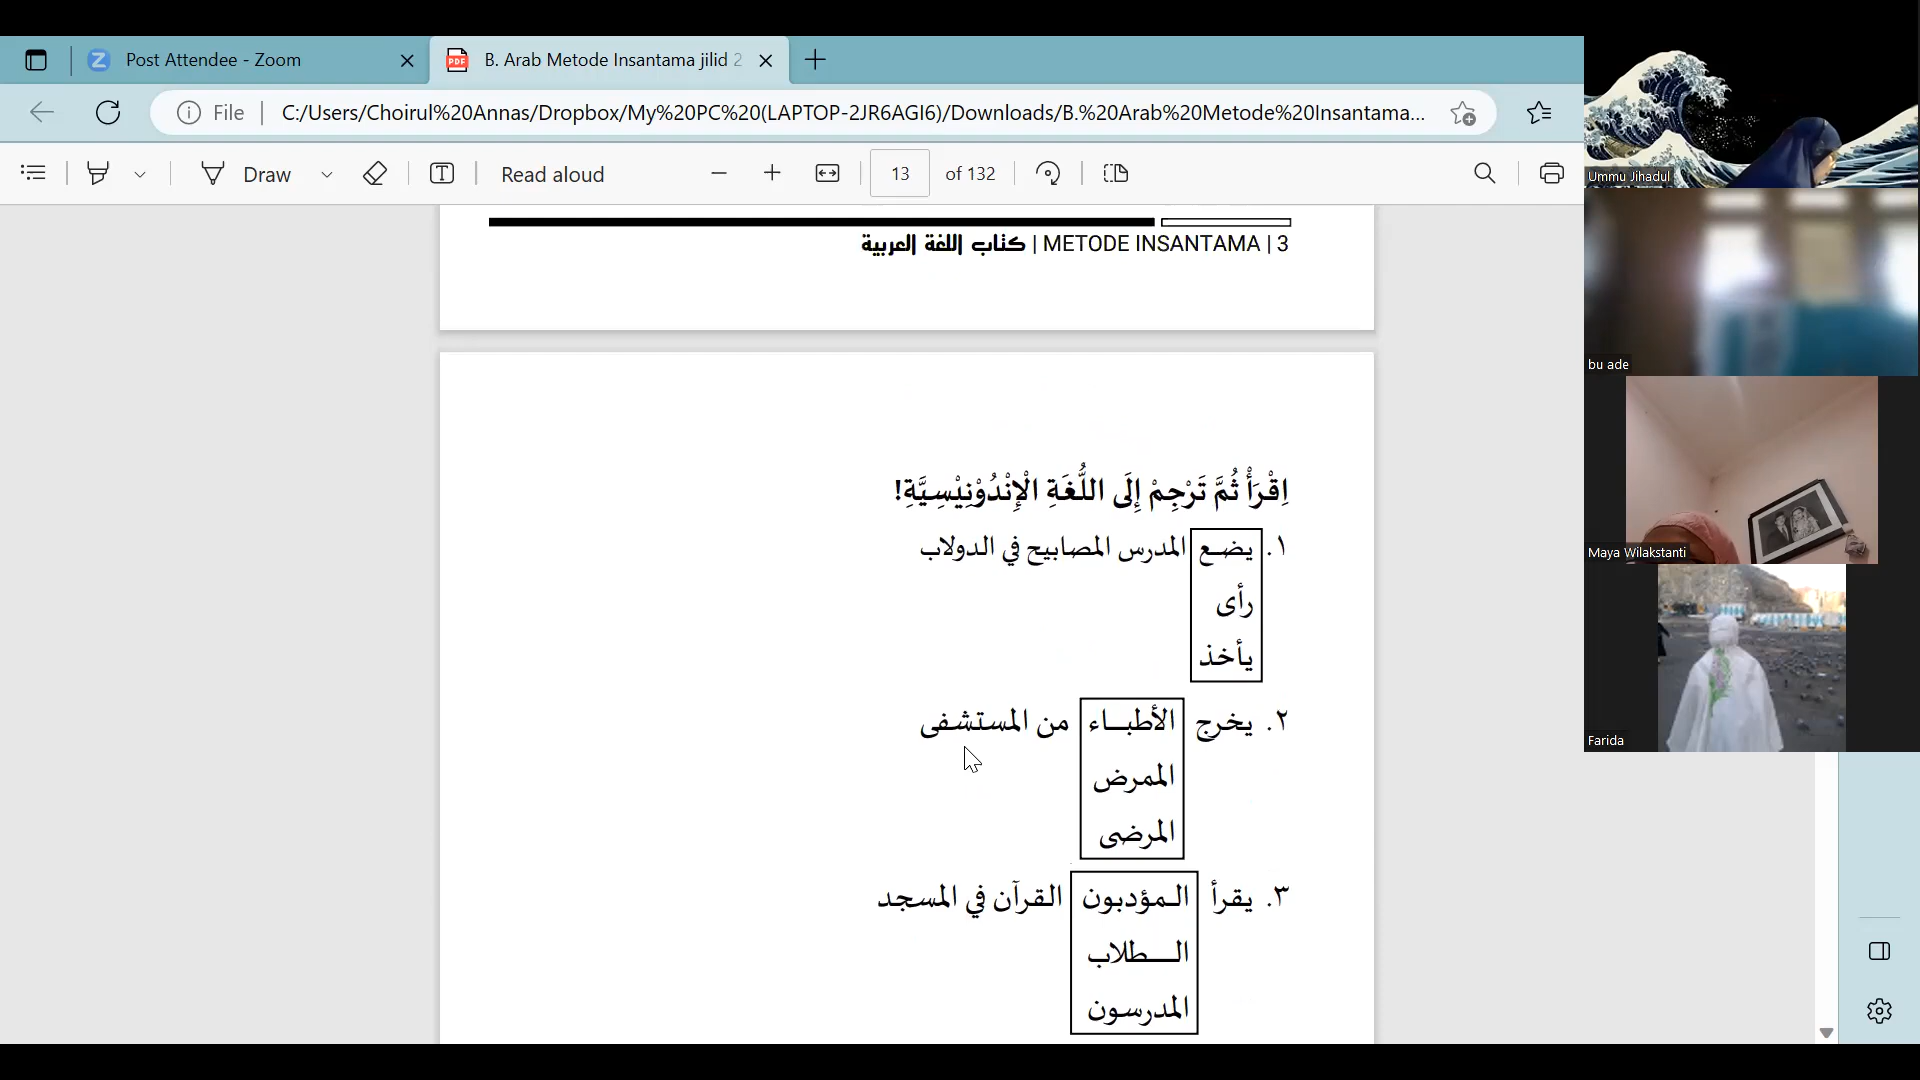 Post Attendee - Zoom
B. Arab Metode Insantama jilid 2
File
C:/Users/Choirul%20Annas/Dropbox/My%20PC%20(LAPTOP-2JR6AGI6)/Downloads/B.%20Arab%20Metode%20Insantama...
Draw
Read aloud
13
of 132
كتاب اللغة العربية | METODE INSANTAMA | 3
اِقْرَأْ ثُمَّ تَرْجِمْ إِلَى اللُّغَةِ الْإِنْدُوْنِيْسِيَّةِ!
١. يضع المدرس المصابيح في الدولاب
رأى
يأخذ
٢. يخرج الأطباء من المستشفى
الممرض
المرضى
٣. يقرأ المؤدبون القرآن في المسجد
الطلاب
المدرسون
Ummu Jihadul
bu ade
Maya Wilakstanti
Farida